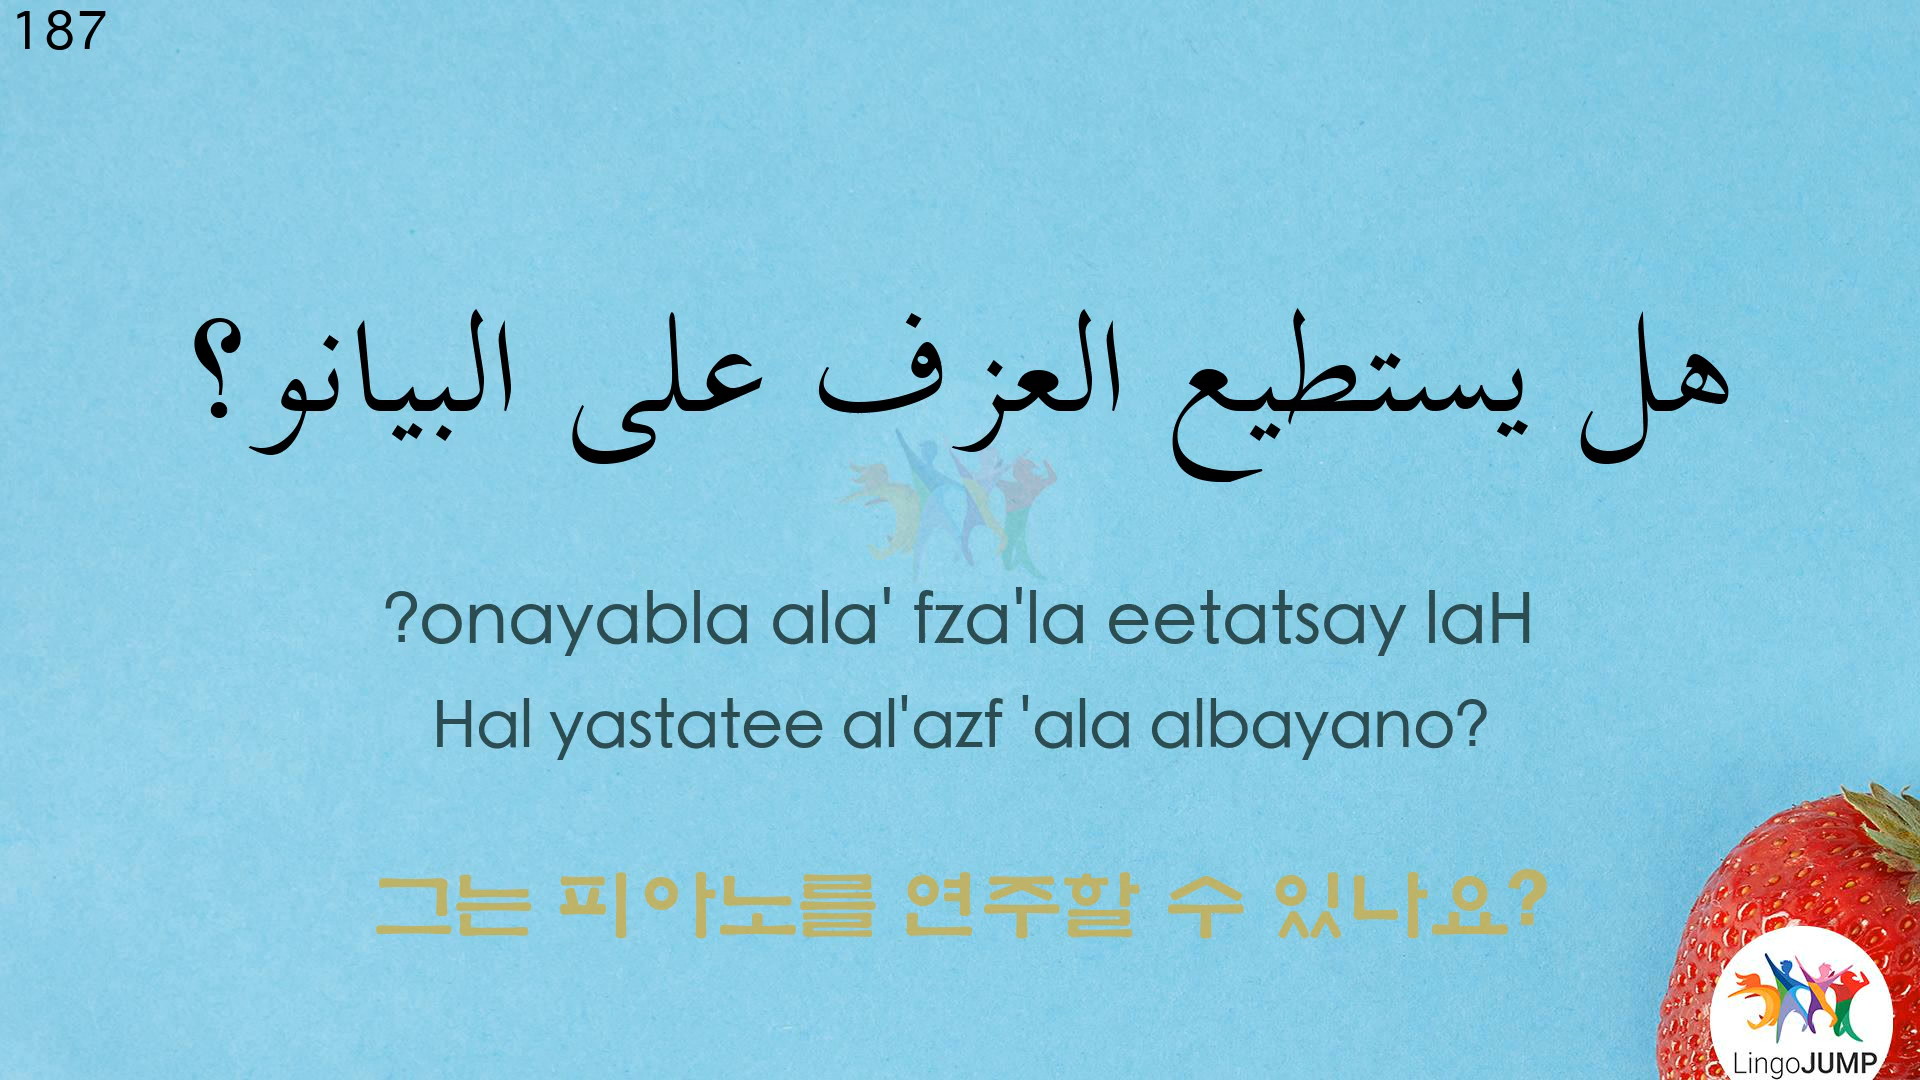 187
هل يستطيع العزف على البيانو؟
?onayabla ala' fza'la eetatsay laH
Hal yastatee al'azf 'ala albayano?
그는 피아노를 연주할 수 있나요?
LingoJUMP